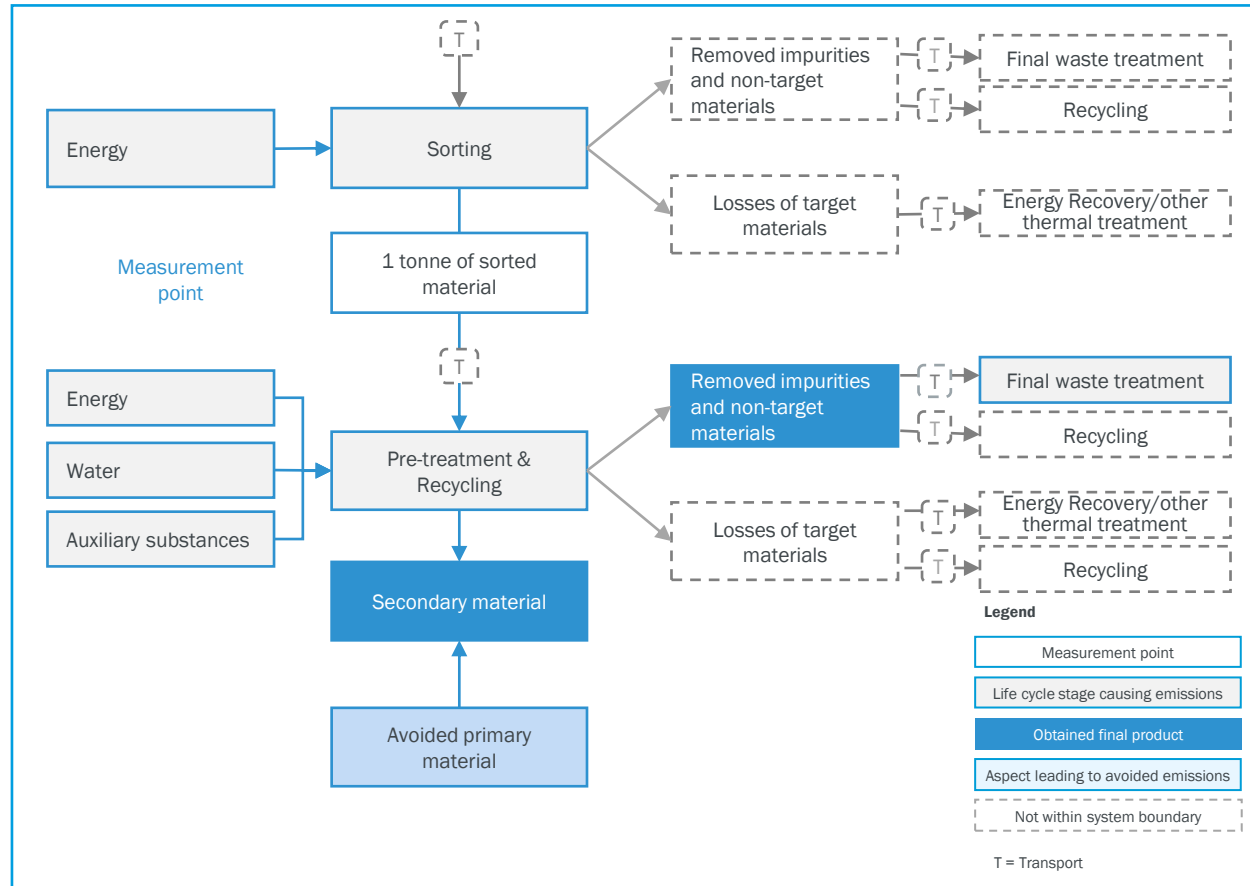 T
Energy
Sorting
Removed impurities
and non-target
materials
T
Final waste treatment
T
Recycling
Losses of target
materials
T
Energy Recovery/other
thermal treatment
Measurement
point
1 tonne of sorted
material
T
Energy
Water
Auxiliary substances
Pre-treatment &
Recycling
Removed impurities
and non-target
materials
T
Final waste treatment
T
Recycling
Losses of target
materials
T
Energy Recovery/other
thermal treatment
T
Recycling
Secondary material
Avoided primary
material
Legend
Measurement point
Life cycle stage causing emissions
Obtained final product
Aspect leading to avoided emissions
Not within system boundary
T = Transport